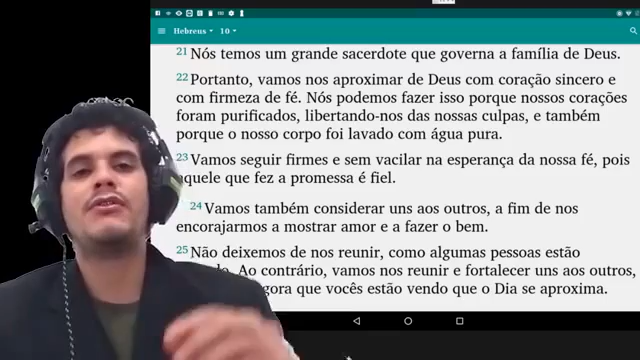 Hebreus 10
21 Nós temos um grande sacerdote que governa a família de Deus.
22 Portanto, vamos nos aproximar de Deus com coração sincero e
com firmeza de fé. Nós podemos fazer isso porque nossos corações
foram purificados, libertando-nos das nossas culpas, e também
porque o nosso corpo foi lavado com água pura.
23 Vamos seguir firmes e sem vacilar na esperança da nossa fé, pois
aquele que fez a promessa é fiel.
24 Vamos também considerar uns aos outros, a fim de nos
encorajarmos a mostrar amor e a fazer o bem.
25 Não deixemos de nos reunir, como algumas pessoas estão
Ao contrário, vamos nos reunir e fortalecer uns aos outros,
que vocês estão vendo que o Dia se aproxima.